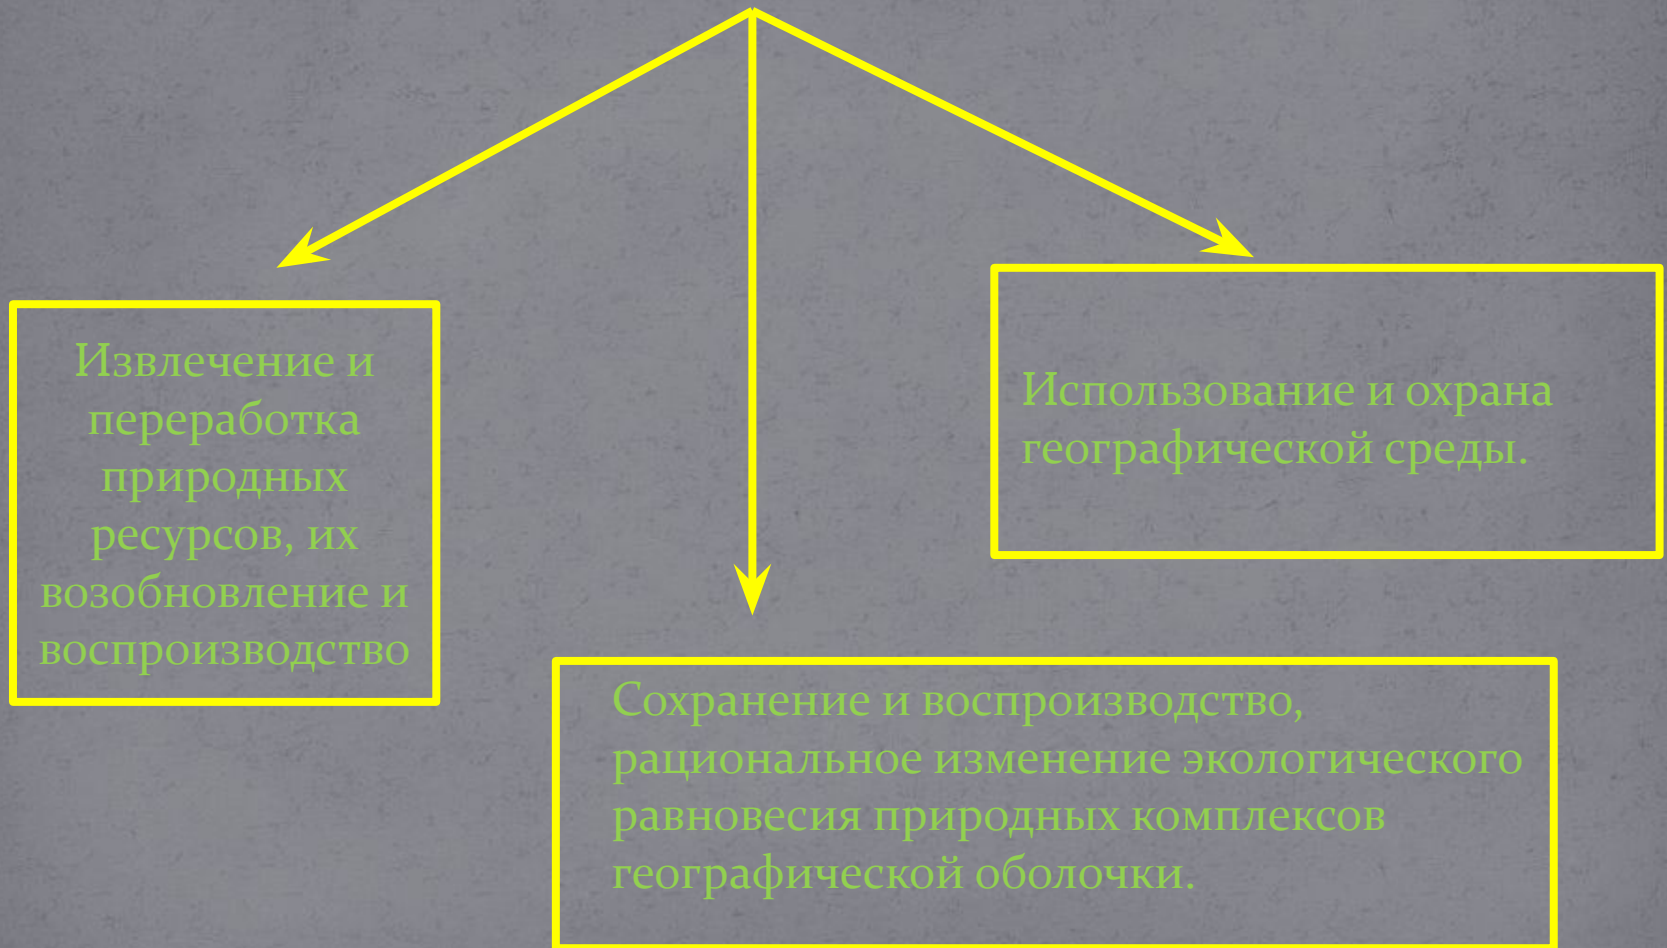 Извлечение и
переработка
природных
ресурсов, их
возобновление и
воспроизводство
Использование и охрана
географической среды.
Сохранение и воспроизводство,
рациональное изменение экологического
равновесия природных комплексов
географической оболочки.